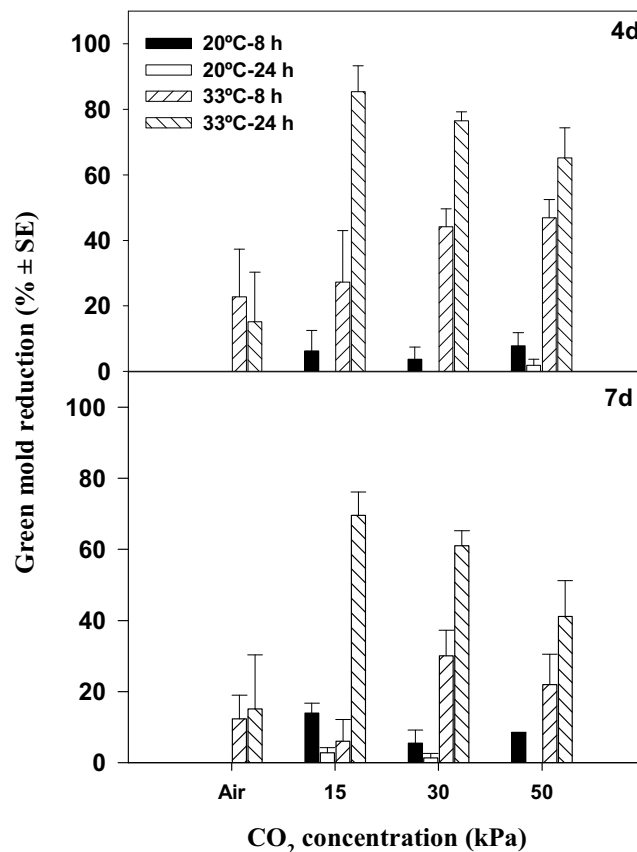 4d
20ºC-8 h
20ºC-24 h
33ºC-8 h
33ºC-24 h
100
80
60
40
20
0
7d
100
80
60
40
20
0
Green mold reduction (% ± SE)
Air 15 30 50
CO₂ concentration (kPa)